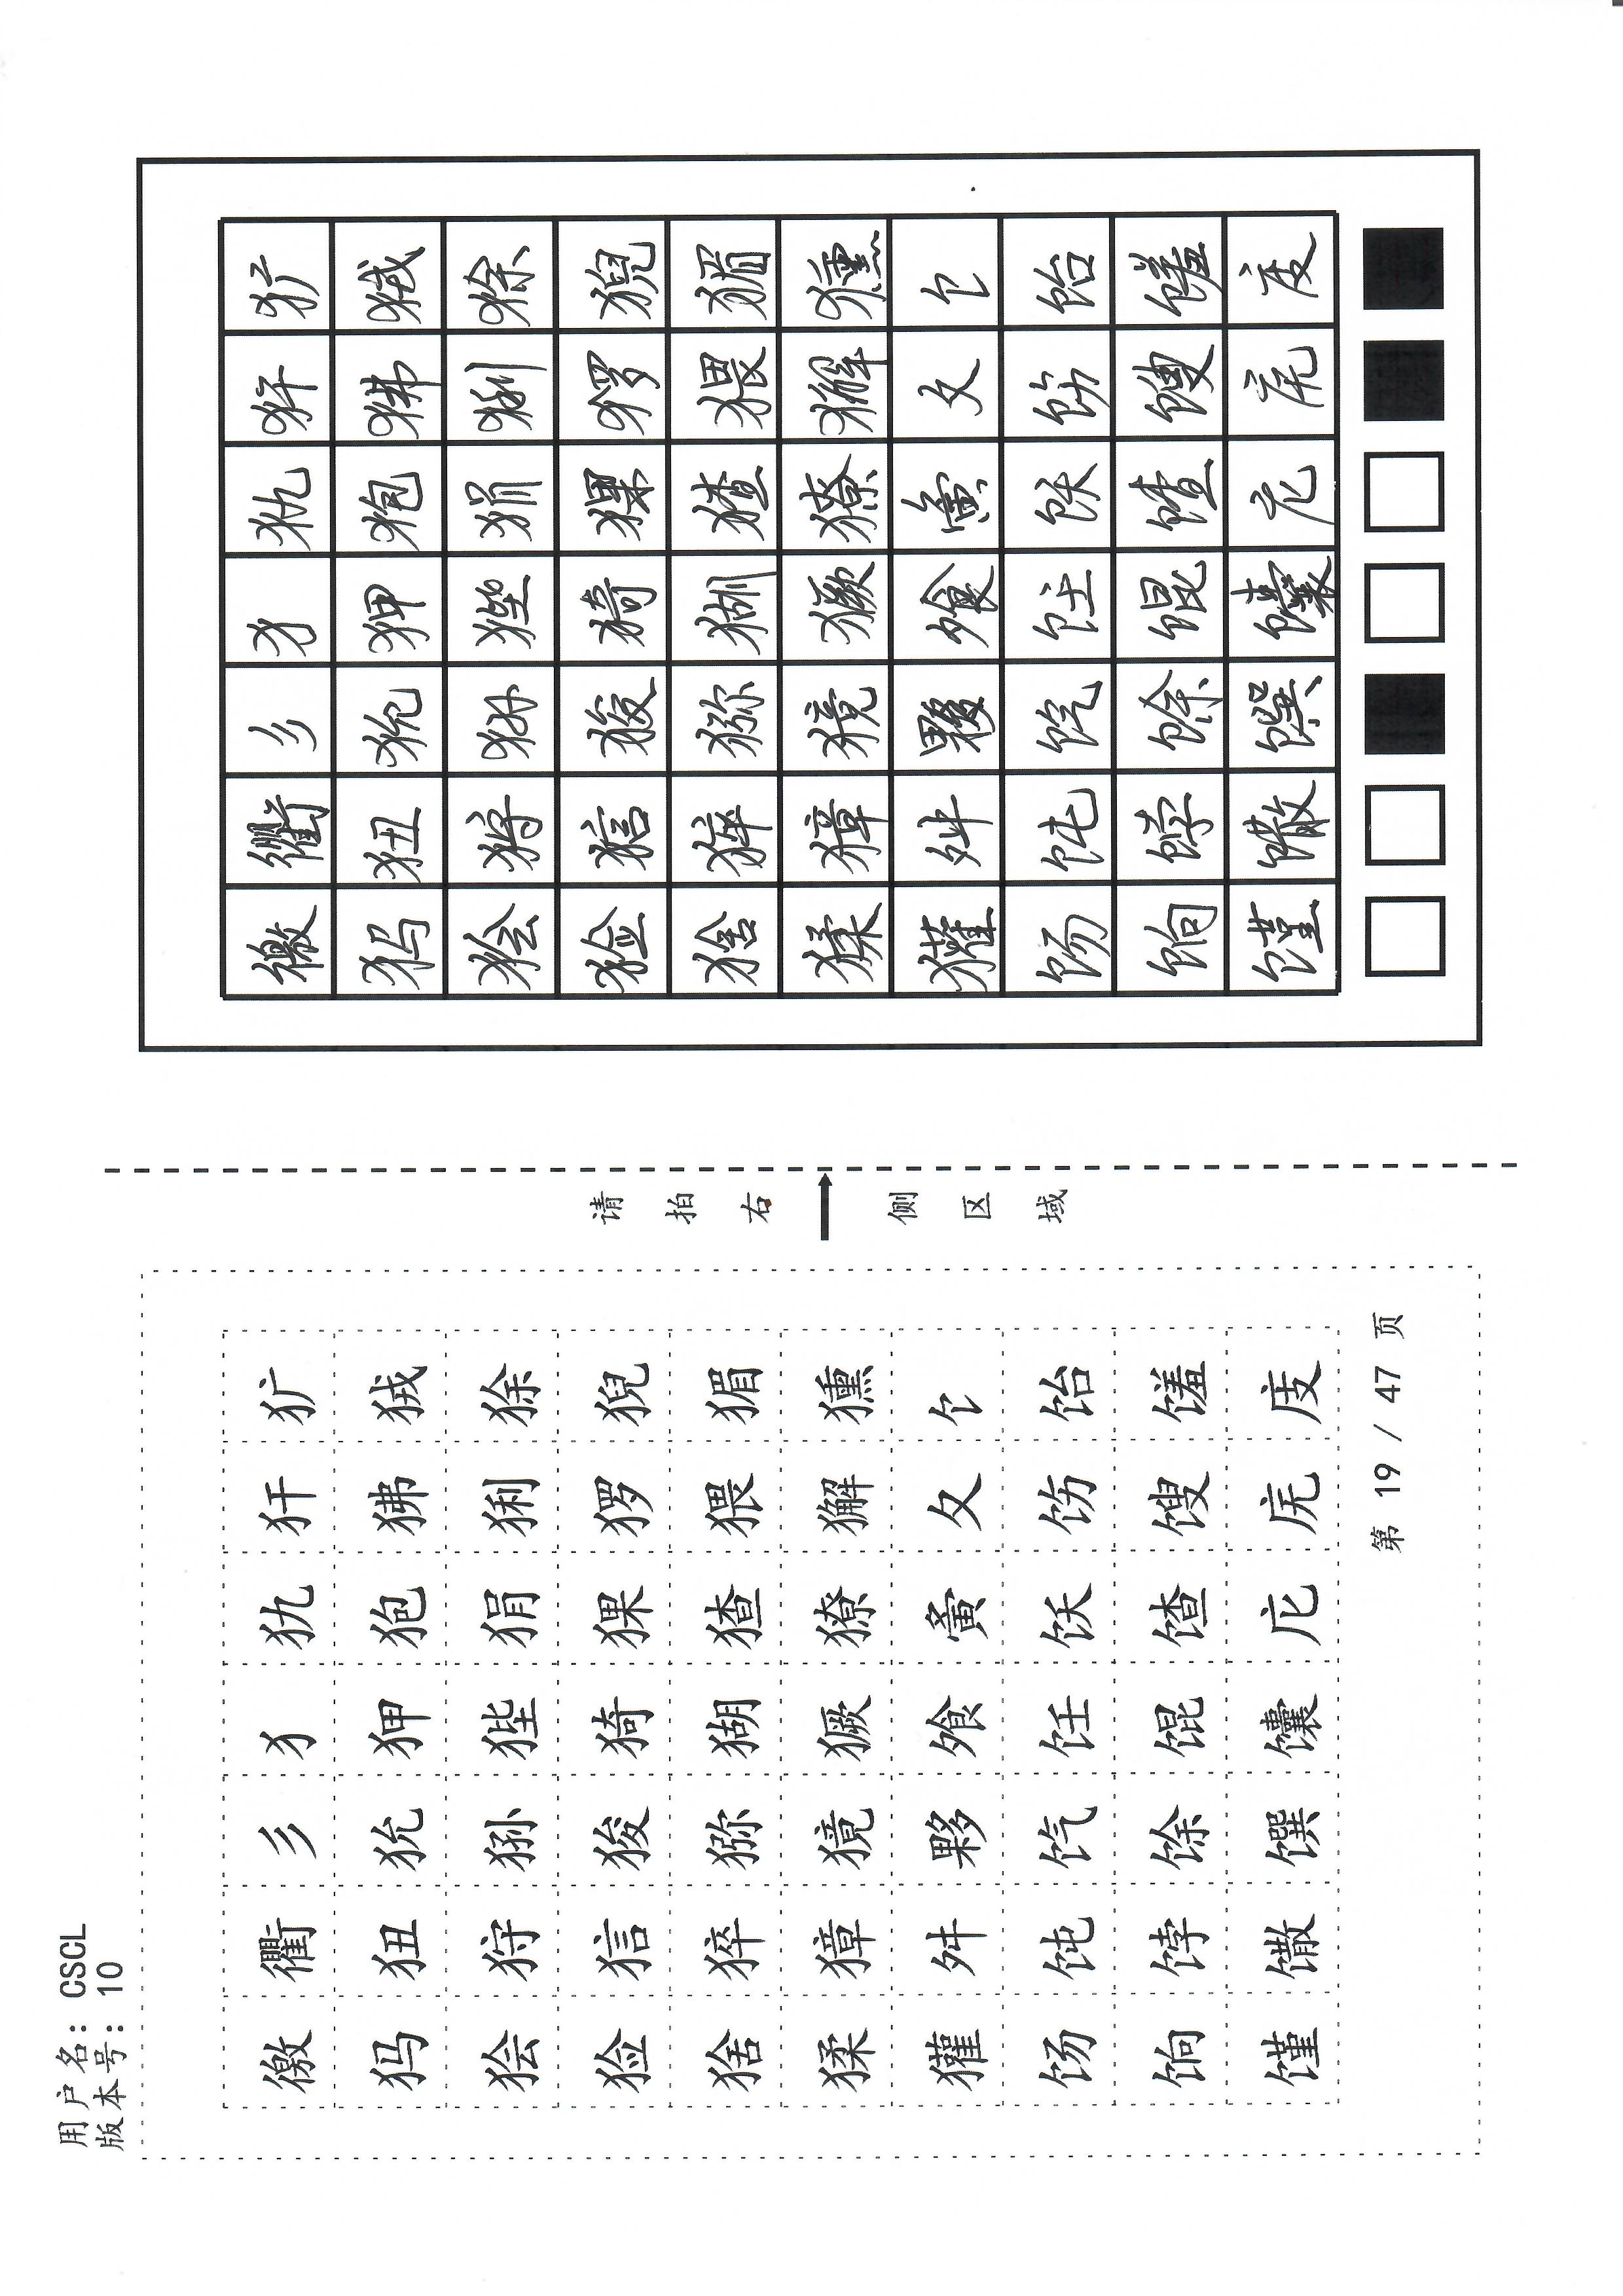 用户名: CSCL
版本号: 10
徼 衢 彡 犭 犰 犴 犷
犸 狃 狁 狎 狍 狒 狨
狯 狩 狲 狴 狷 猁 狳
猃 狺 狻 猗 猓 猡 猊
猞 猝 猕 猢 猹 猥 猸
猱 獐 獍 獗 獠 獬 獯
獾 舛 夥 飧 夤 夂 饣
饧 饨 饩 饪 饫 饬 饴
饷 饽 馀 馄 馇 馊 馐
馑 馓 馔 馕 庀 庑 庋
第 19 / 47 页
请拍右
侧区域
徼 衢 彡 犭 犰 犴 犷
犸 狃 狁 狎 狍 狒 狨
狯 狩 狲 狴 狷 猁 狳
猃 狺 狻 猗 猓 猡 猊
猞 猝 猕 猢 猹 猥 猸
猱 獐 獍 獗 獠 獬 獯
獾 舛 夥 飧 夤 夂 饣
饧 饨 饩 饪 饫 饬 饴
饷 饽 馀 馄 馇 馊 馐
馑 馓 馔 馕 庀 庑 庋